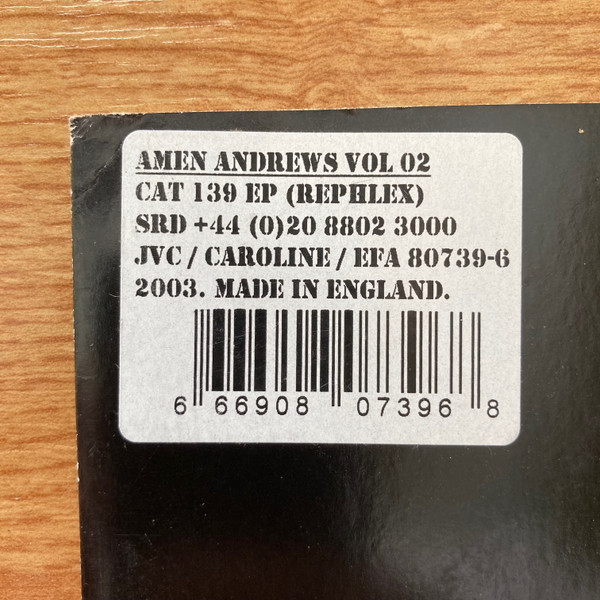 AMEN ANDREWS VOL 02
CAT 139 EP (REPHLEX)
SRD +44 (0)20 8802 3000
JVC / CAROLINE / EFA 80739-6
2003. MADE IN ENGLAND.
6 66908 07396 8